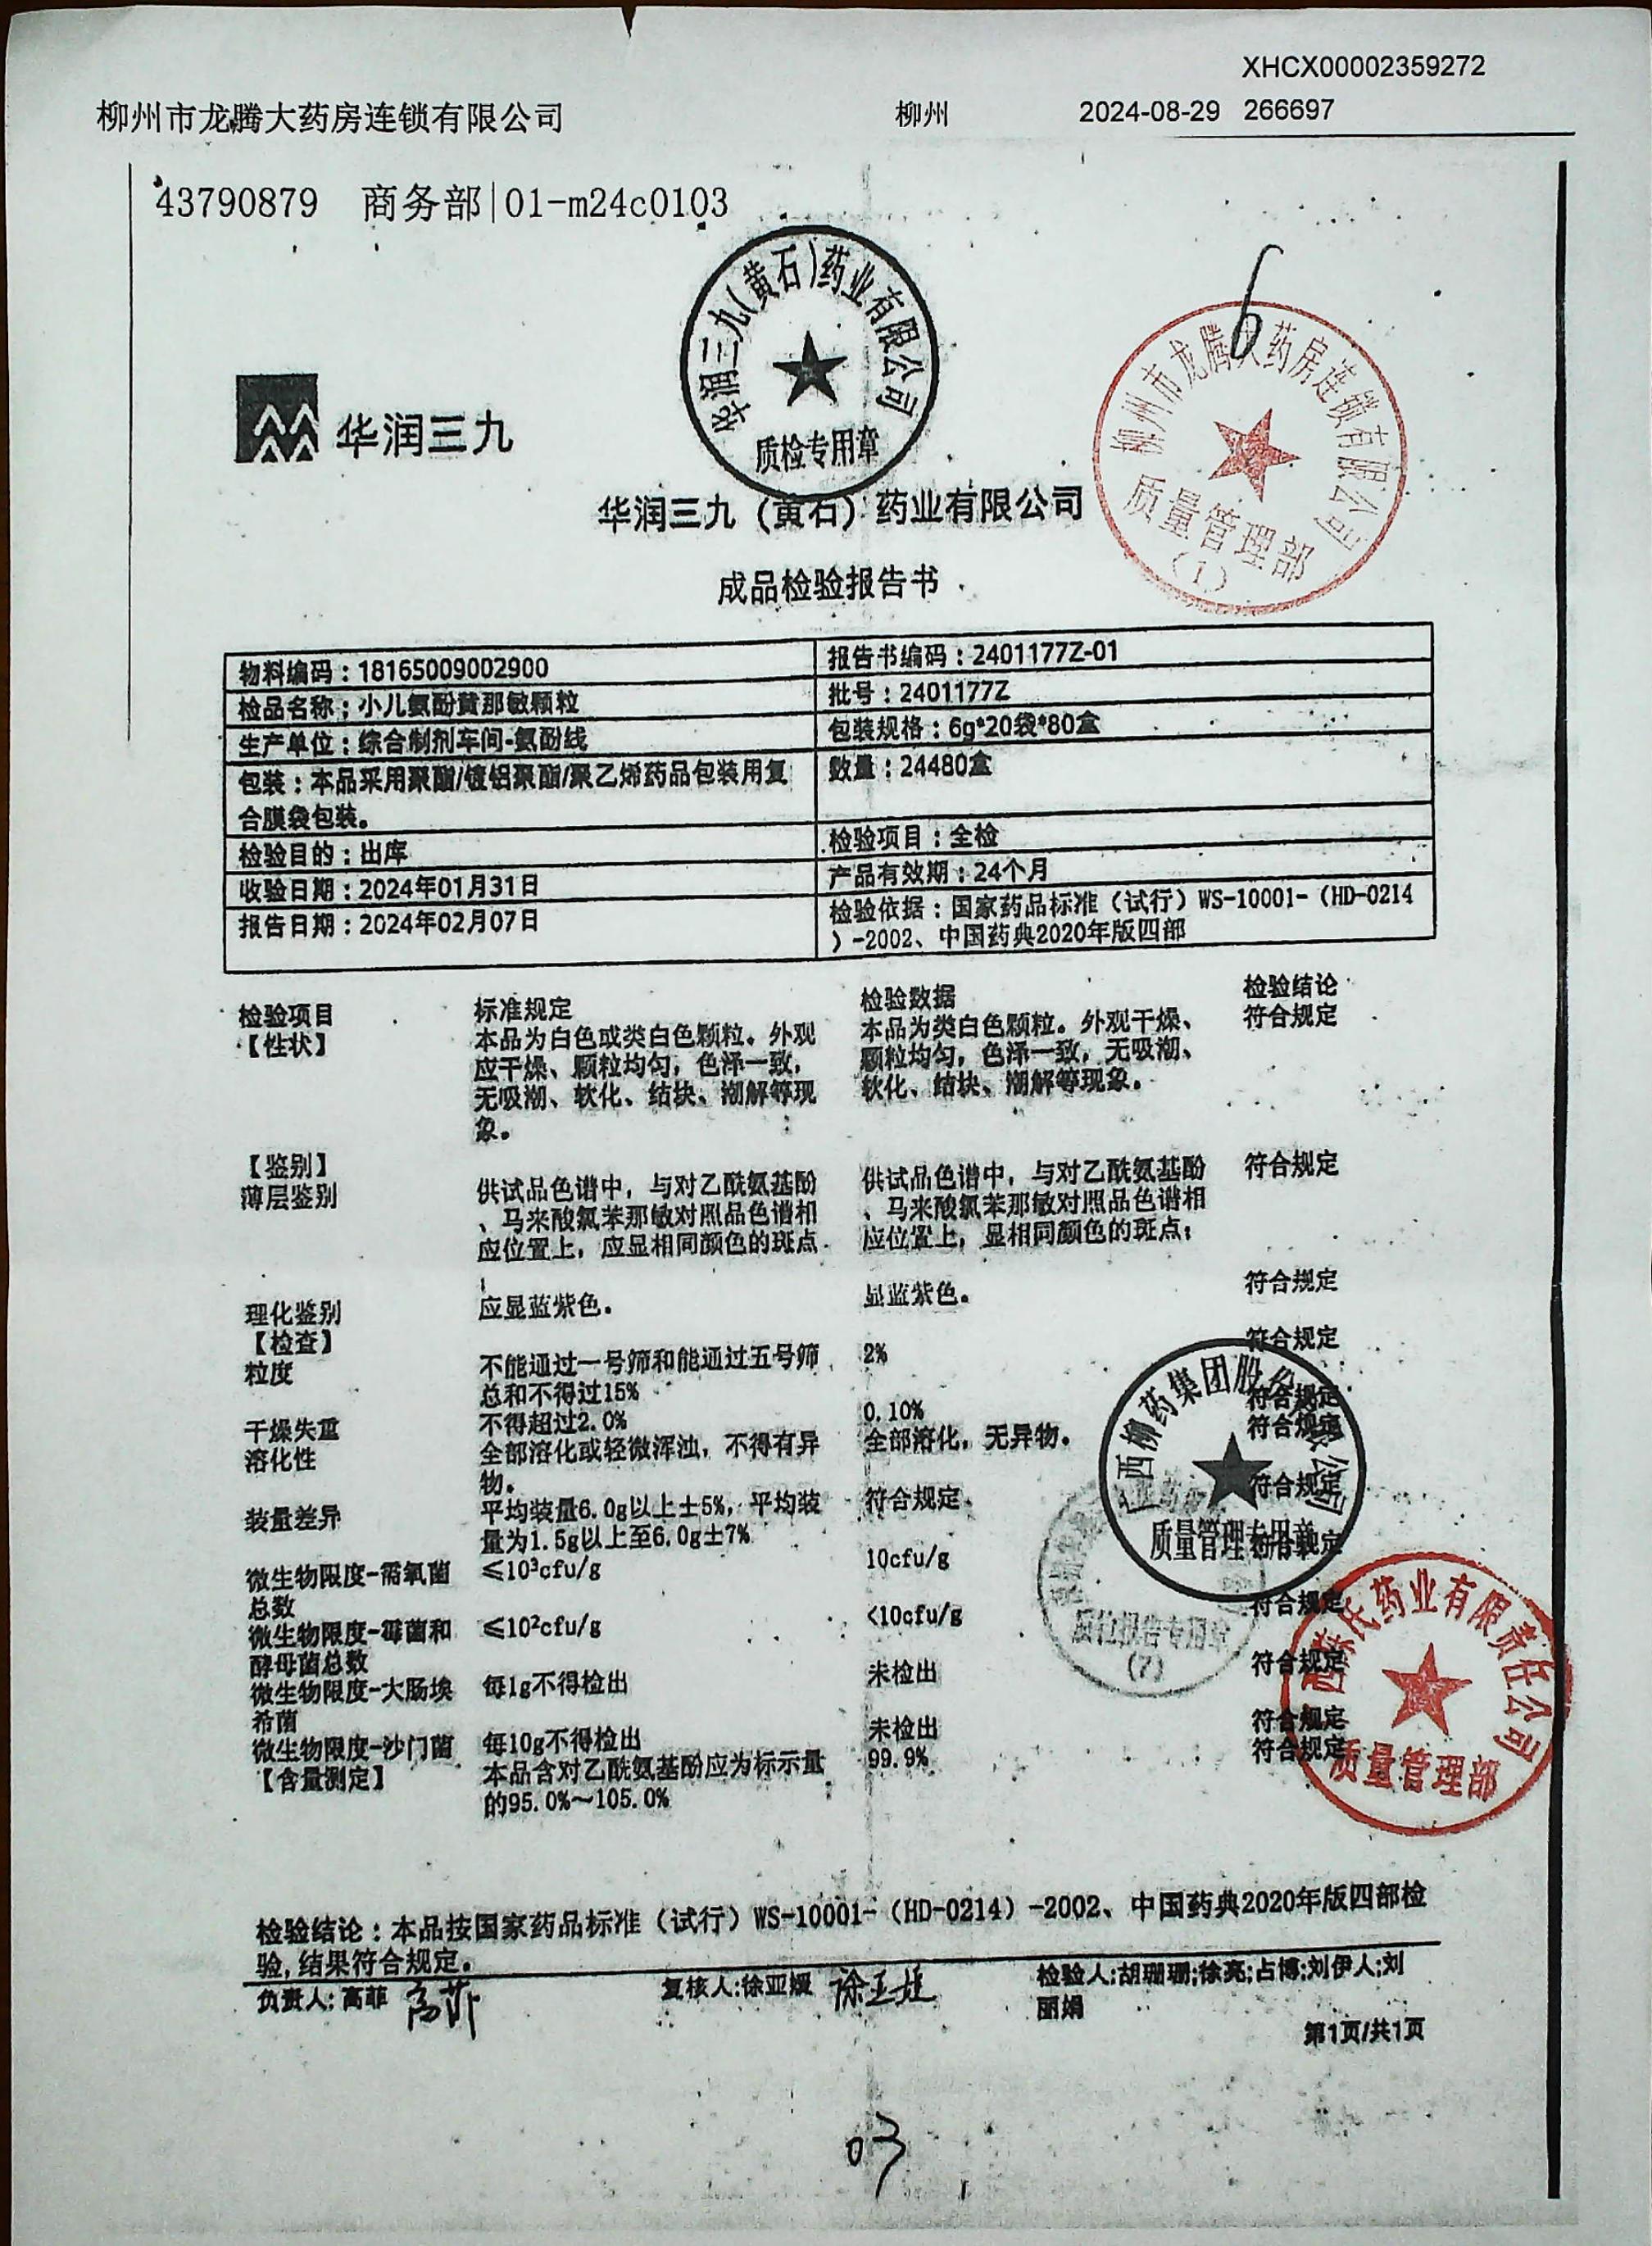 XHCX00002359272
柳州市龙腾大药房连锁有限公司 柳州 2024-08-29 266697
43790879 商务部|01-m24c0103
6
华润三九(黄石)药业有限公司
质检专用章
柳州市龙腾大药房连锁有限公司
质量管理部
(1)
华润三九
华润三九（黄石）药业有限公司
成品检验报告书
物料编码：18165009002900 报告书编码：2401177Z-01
检品名称：小儿氨酚黄那敏颗粒 批号：2401177Z
生产单位：综合制剂车间-氨酚线 包装规格：6g*20袋*80盒
包装：本品采用聚酯/镀铝聚酯/聚乙烯药品包装用复 数量：24480盒
合膜袋包装。
检验目的：出库 检验项目：全检
收验日期：2024年01月31日 产品有效期：24个月
报告日期：2024年02月07日 检验依据：国家药品标准（试行）WS-10001-（HD-0214
）-2002、中国药典2020年版四部
检验项目 标准规定 检验数据 检验结论
【性状】 本品为白色或类白色颗粒。外观 本品为类白色颗粒。外观干燥、 符合规定
应干燥、颗粒均匀，色泽一致， 颗粒均匀，色泽一致，无吸潮、
无吸潮、软化、结块、潮解等现 软化、结块、潮解等现象。
象。
【鉴别】
薄层鉴别 供试品色谱中，与对乙酰氨基酚 供试品色谱中，与对乙酰氨基酚 符合规定
、马来酸氯苯那敏对照品色谱相 、马来酸氯苯那敏对照品色谱相
应位置上，应显相同颜色的斑点 应位置上，显相同颜色的斑点；
；
理化鉴别 应显蓝紫色。 显蓝紫色。 符合规定
【检查】
粒度 不能通过一号筛和能通过五号筛 2% 符合规定
总和不得过15%
干燥失重 不得超过2.0% 0.10% 符合规定
溶化性 全部溶化或轻微浑浊，不得有异 全部溶化，无异物。 符合规定
物。
装量差异 平均装量6.0g以上±5%，平均装 符合规定 符合规定
量为1.5g以上至6.0g±7%
微生物限度-需氧菌 ≤10³cfu/g 10cfu/g 符合规定
总数
微生物限度-霉菌和 ≤10²cfu/g <10cfu/g 符合规定
酵母菌总数
微生物限度-大肠埃 每1g不得检出 未检出 符合规定
希菌
微生物限度-沙门菌 每10g不得检出 未检出 符合规定
【含量测定】 本品含对乙酰氨基酚应为标示量 99.9% 符合规定
的95.0%～105.0%
广西柳药集团股份有限公司
质量管理专用章
(7)
药业有限责任公司
质量管理部
检验结论：本品按国家药品标准（试行）WS-10001-（HD-0214）-2002、中国药典2020年版四部检
验,结果符合规定。
负责人:高菲 高菲 复核人:徐亚媛 检验人:胡珊珊;徐亮;占博;刘伊人;刘
丽娟
第1页/共1页
03